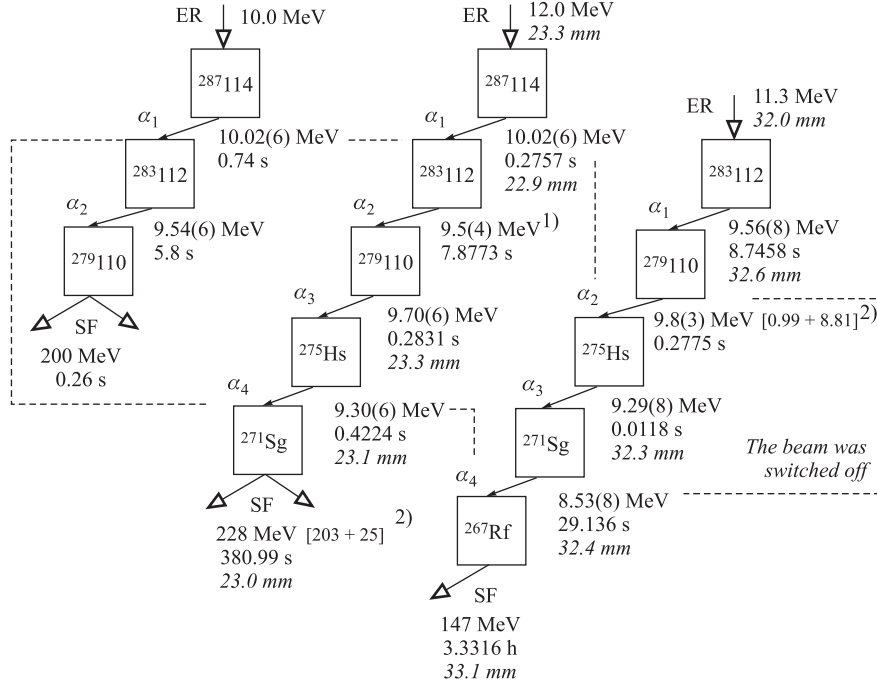 ER 10.0 MeV
²⁸⁷114
α₁
10.02(6) MeV
0.74 s
²⁸³112
α₂
9.54(6) MeV
5.8 s
²⁷⁹110
SF
200 MeV
0.26 s
ER 12.0 MeV
23.3 mm
²⁸⁷114
α₁
10.02(6) MeV
0.2757 s
22.9 mm
²⁸³112
α₂
9.5(4) MeV¹⁾
7.8773 s
²⁷⁹110
α₃
9.70(6) MeV
0.2831 s
23.3 mm
²⁷⁵Hs
α₄
9.30(6) MeV
0.4224 s
23.1 mm
²⁷¹Sg
SF
228 MeV [203 + 25]²⁾
380.99 s
23.0 mm
ER 11.3 MeV
32.0 mm
²⁸³112
α₁
9.56(8) MeV
8.7458 s
32.6 mm
²⁷⁹110
α₂
9.8(3) MeV [0.99 + 8.81]²⁾
0.2775 s
²⁷⁵Hs
α₃
9.29(8) MeV
0.0118 s
32.3 mm
²⁷¹Sg
The beam was
switched off
α₄
8.53(8) MeV
29.136 s
32.4 mm
²⁶⁷Rf
SF
147 MeV
3.3316 h
33.1 mm